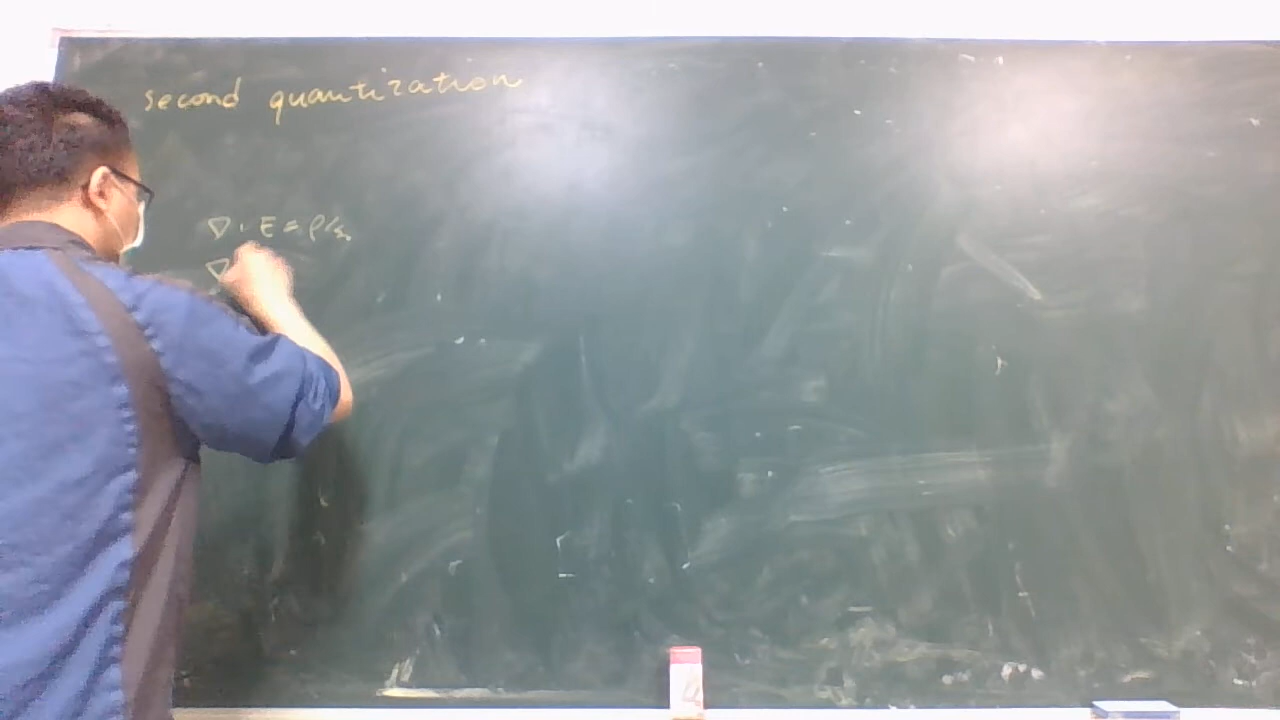 second quantization
∇ · E = ρ/ε₀
∇